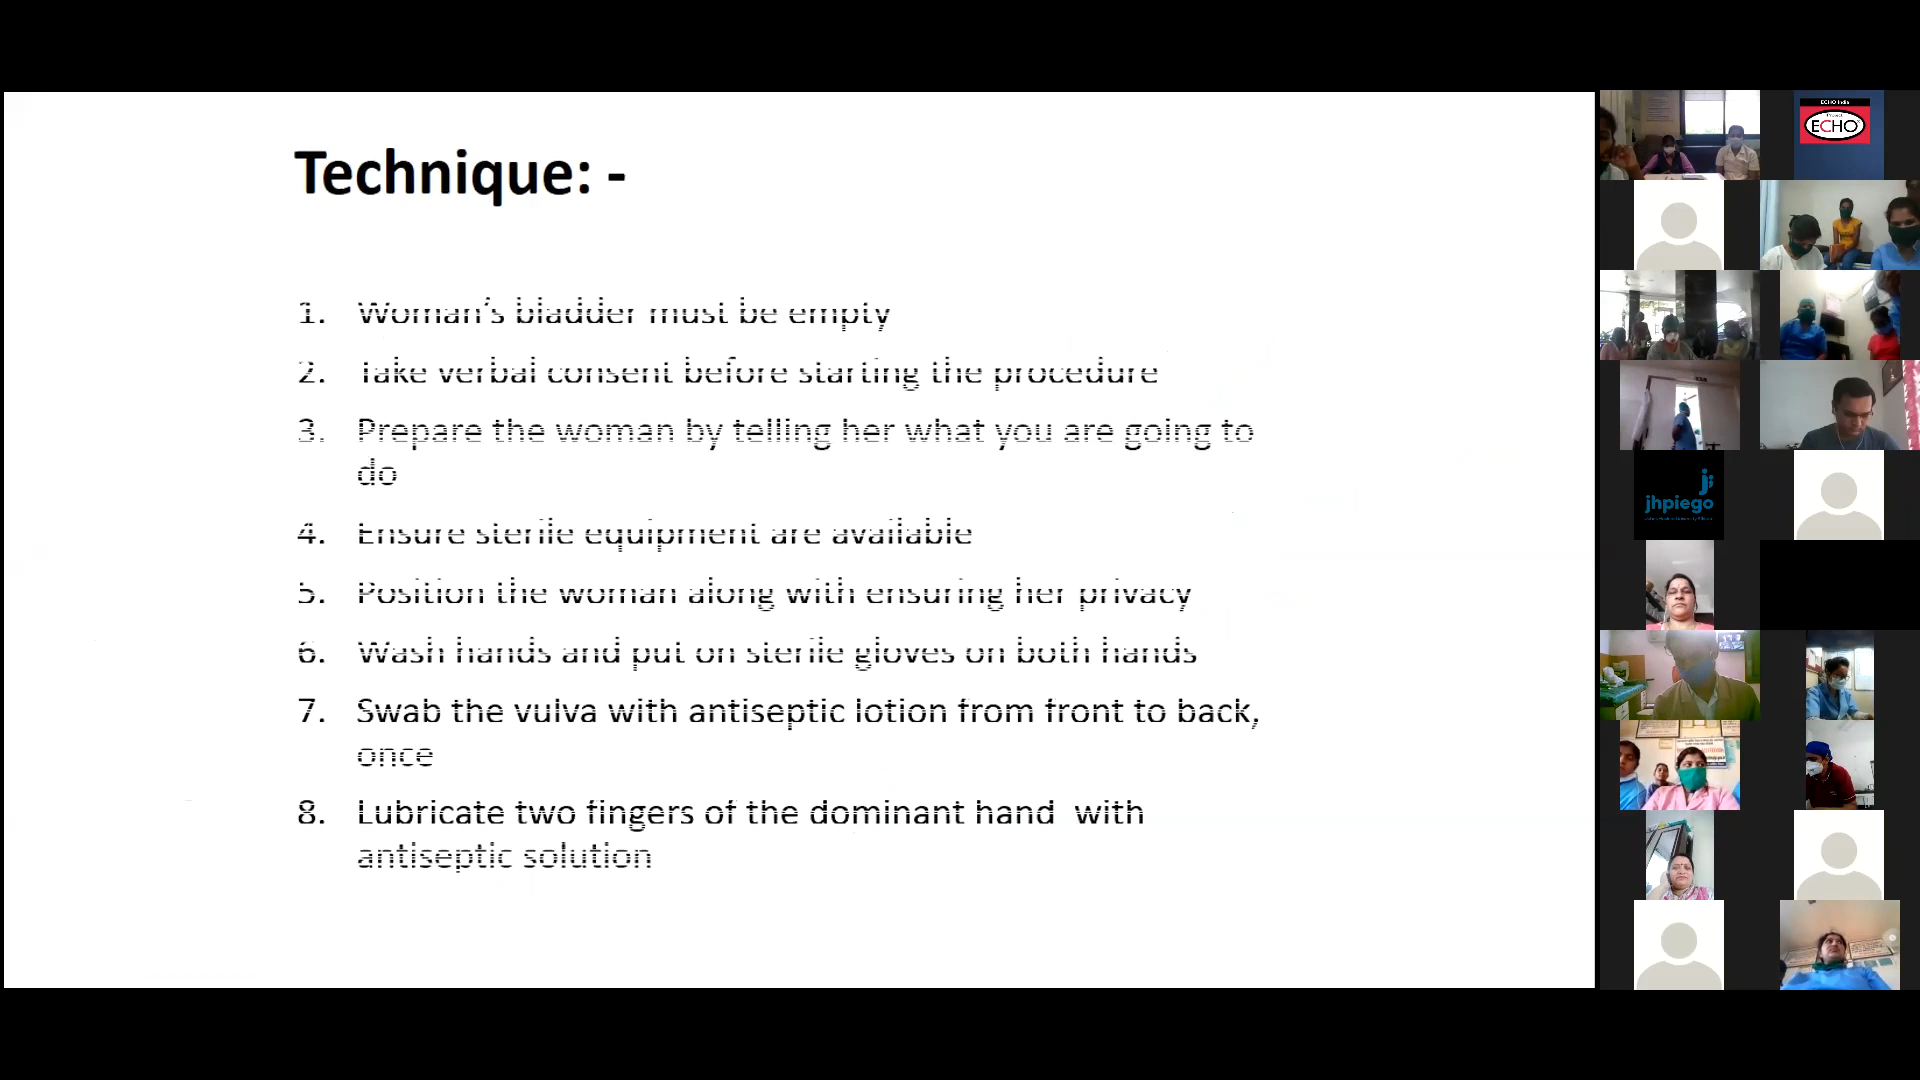 Technique: -
1. Woman's bladder must be empty
2. Take verbal consent before starting the procedure
3. Prepare the woman by telling her what you are going to
do
4. Ensure sterile equipment are available
5. Position the woman along with ensuring her privacy
6. Wash hands and put on sterile gloves on both hands
7. Swab the vulva with antiseptic lotion from front to back,
once
8. Lubricate two fingers of the dominant hand with
antiseptic solution
ECHO India
Project
ECHO
jhpiego